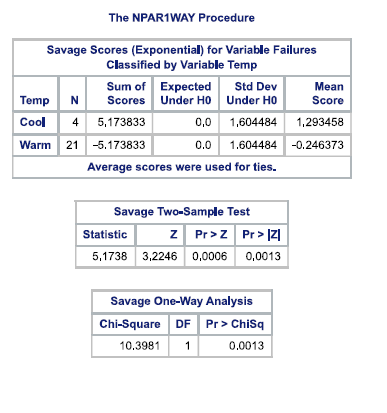 The NPAR1WAY Procedure
Savage Scores (Exponential) for Variable Failures
Classified by Variable Temp
Temp N Sum of Scores Expected Under H0 Std Dev Under H0 Mean Score
Cool 4 5.173833 0.0 1.604484 1.293458
Warm 21 -5.173833 0.0 1.604484 -0.246373
Average scores were used for ties.
Savage Two-Sample Test
Statistic Z Pr > Z Pr > |Z|
5.1738 3.2246 0.0006 0.0013
Savage One-Way Analysis
Chi-Square DF Pr > ChiSq
10.3981 1 0.0013